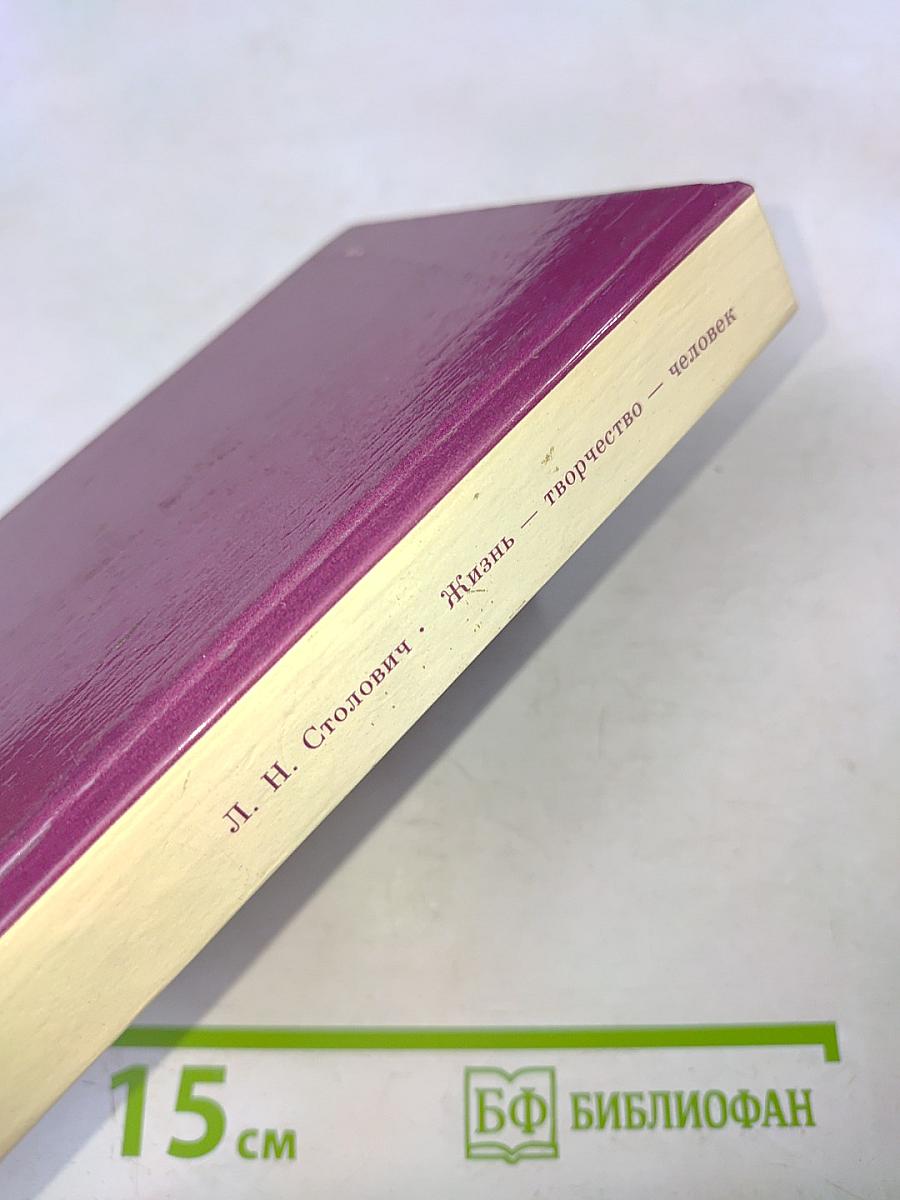 Л. Н. Столович · Жизнь — творчество — человек
15 см
БФ БИБЛИОФАН